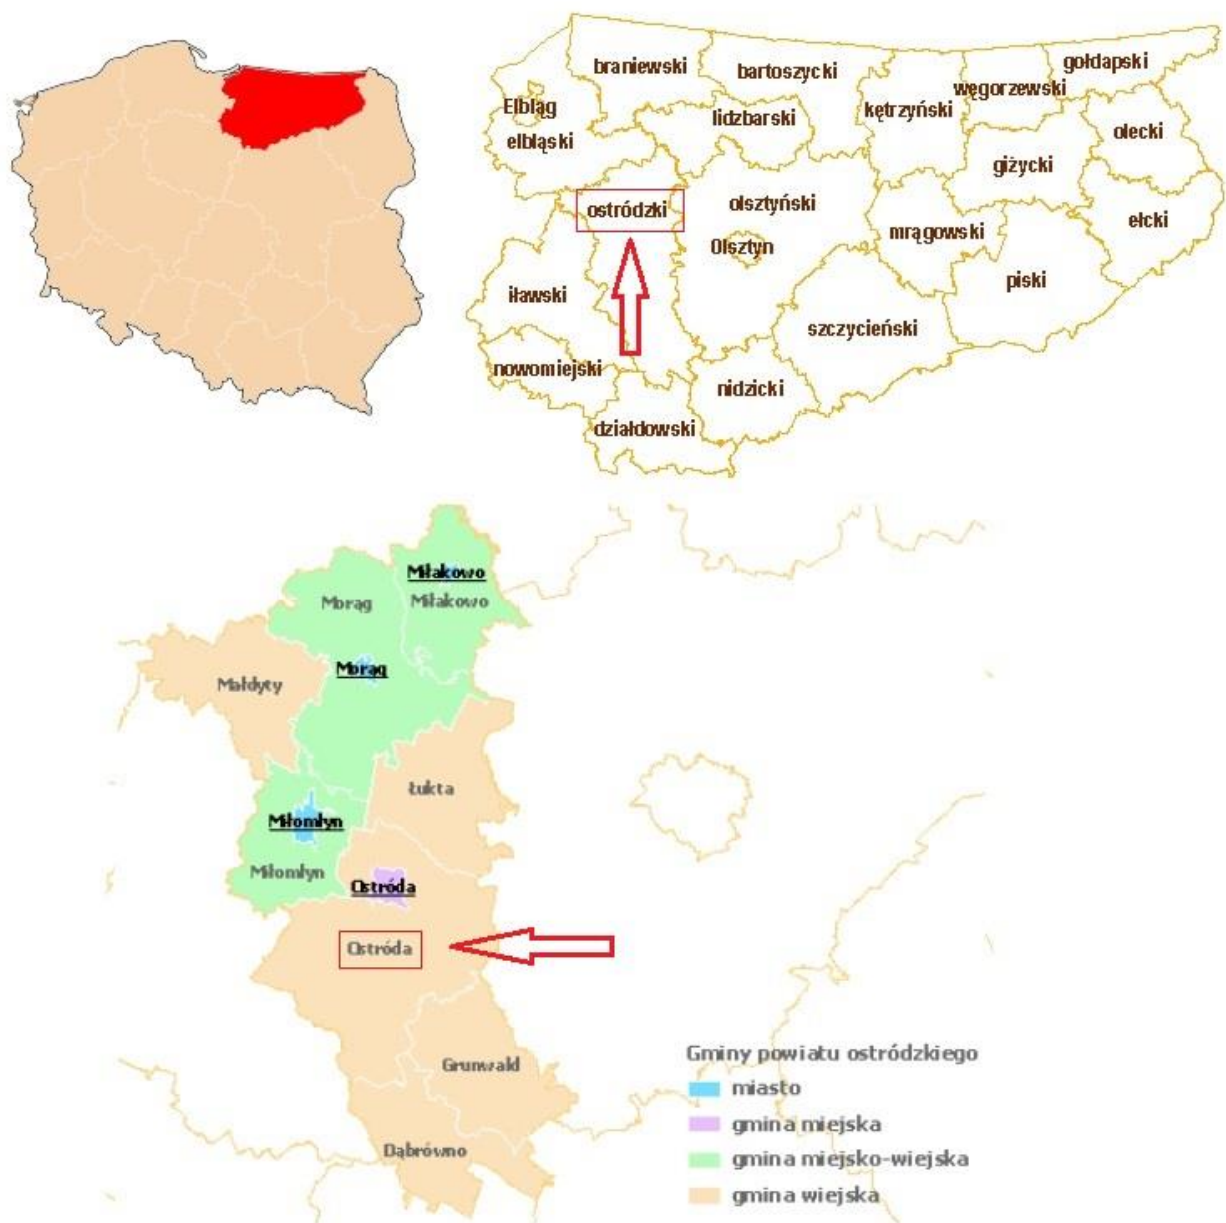 braniewski
bartoszycki
gołdapski
węgorzewski
Elbląg
elbląski
lidzbarski
kętrzyński
olecki
giżycki
ostródzki
olsztyński
Olsztyn
mrągowski
ełcki
iławski
piski
szczycieński
nowomiejski
nidzicki
działdowski
Miłakowo
Morąg
Miłakowo
Morąg
Małdyty
Łukta
Miłomłyn
Miłomłyn
Ostróda
Ostróda
Grunwald
Dąbrówno
Gminy powiatu ostródzkiego
miasto
gmina miejska
gmina miejsko-wiejska
gmina wiejska